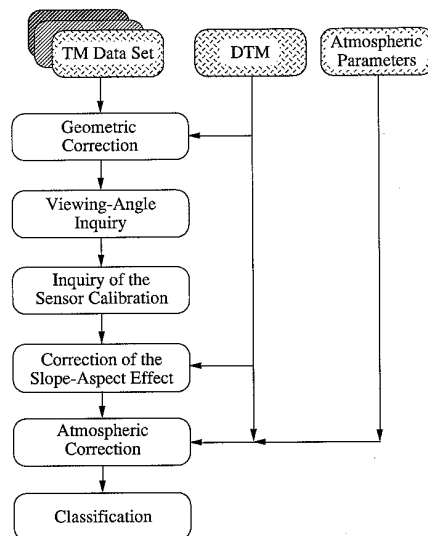 TM Data Set
DTM
Atmospheric
Parameters
Geometric
Correction
Viewing-Angle
Inquiry
Inquiry of the
Sensor Calibration
Correction of the
Slope-Aspect Effect
Atmospheric
Correction
Classification